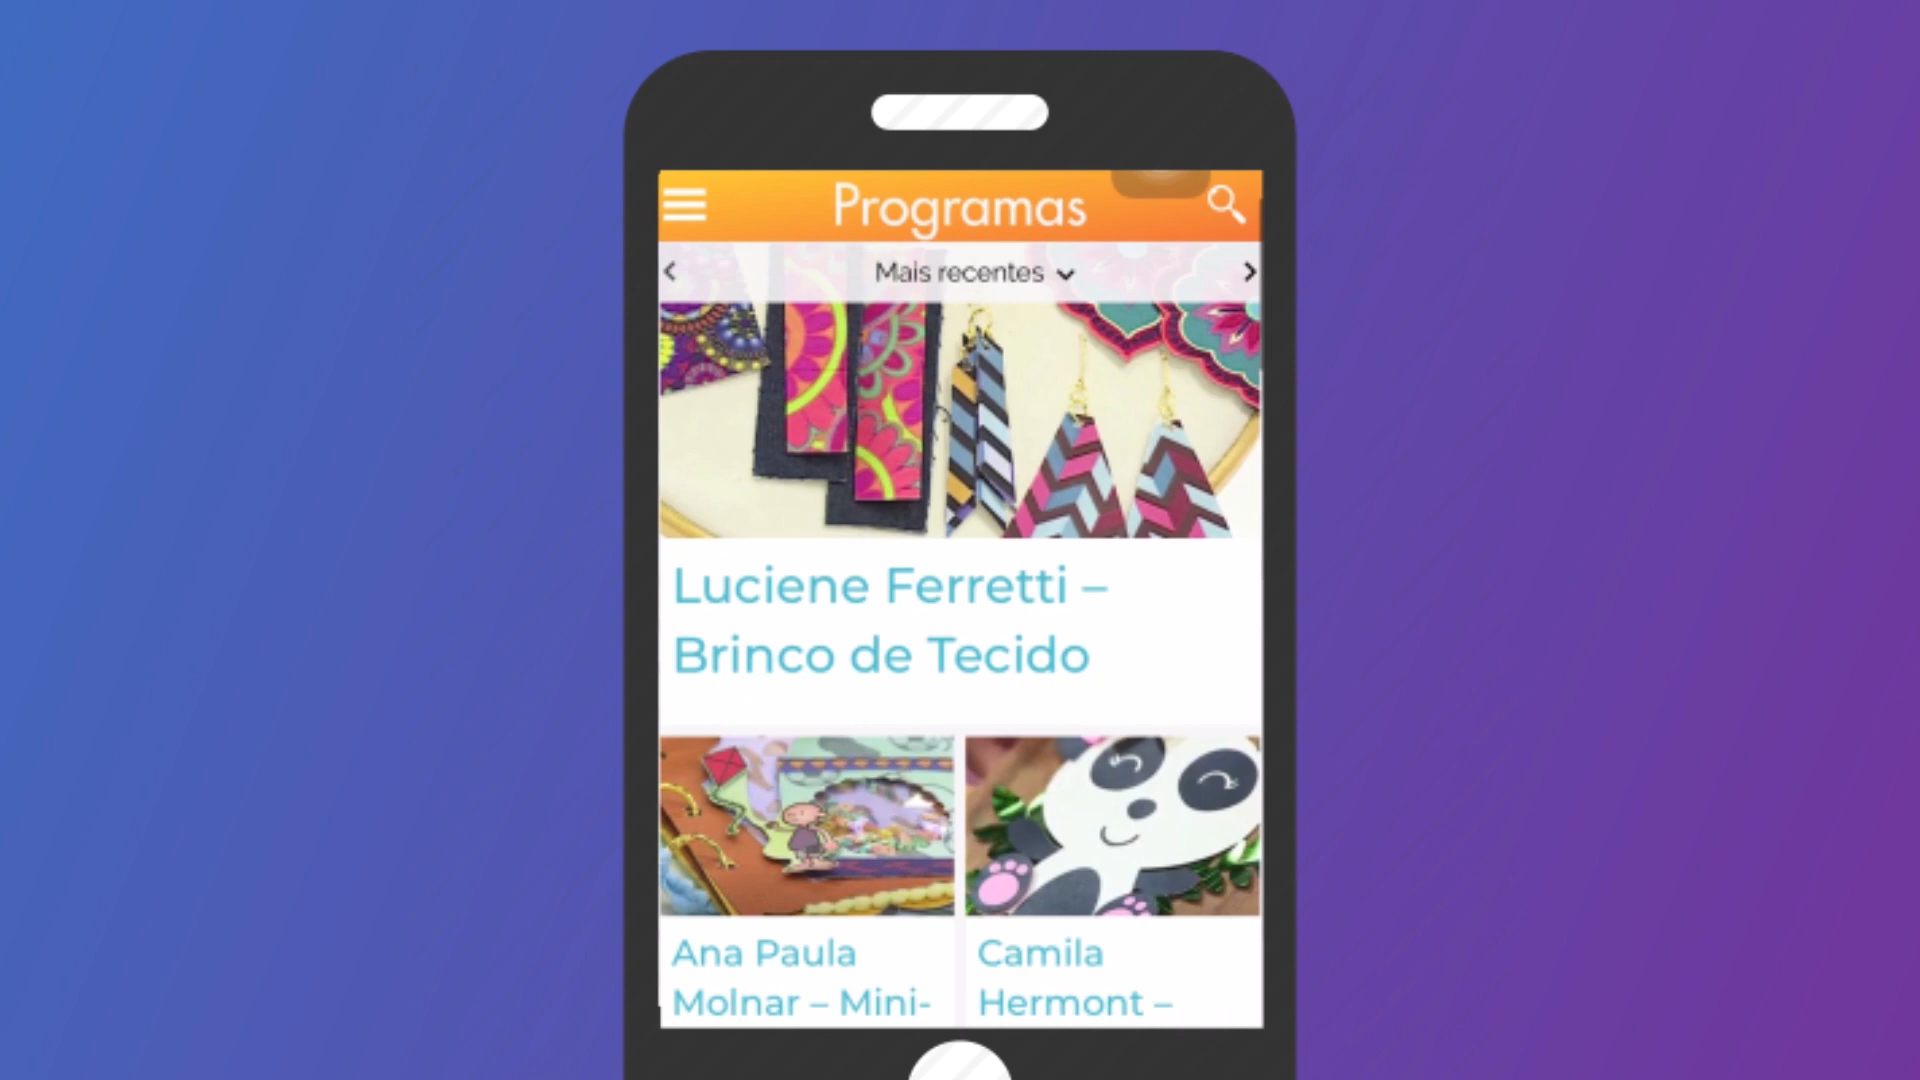 Programas
Mais recentes
Luciene Ferretti –
Brinco de Tecido
Ana Paula
Molnar – Mini-
Camila
Hermont –